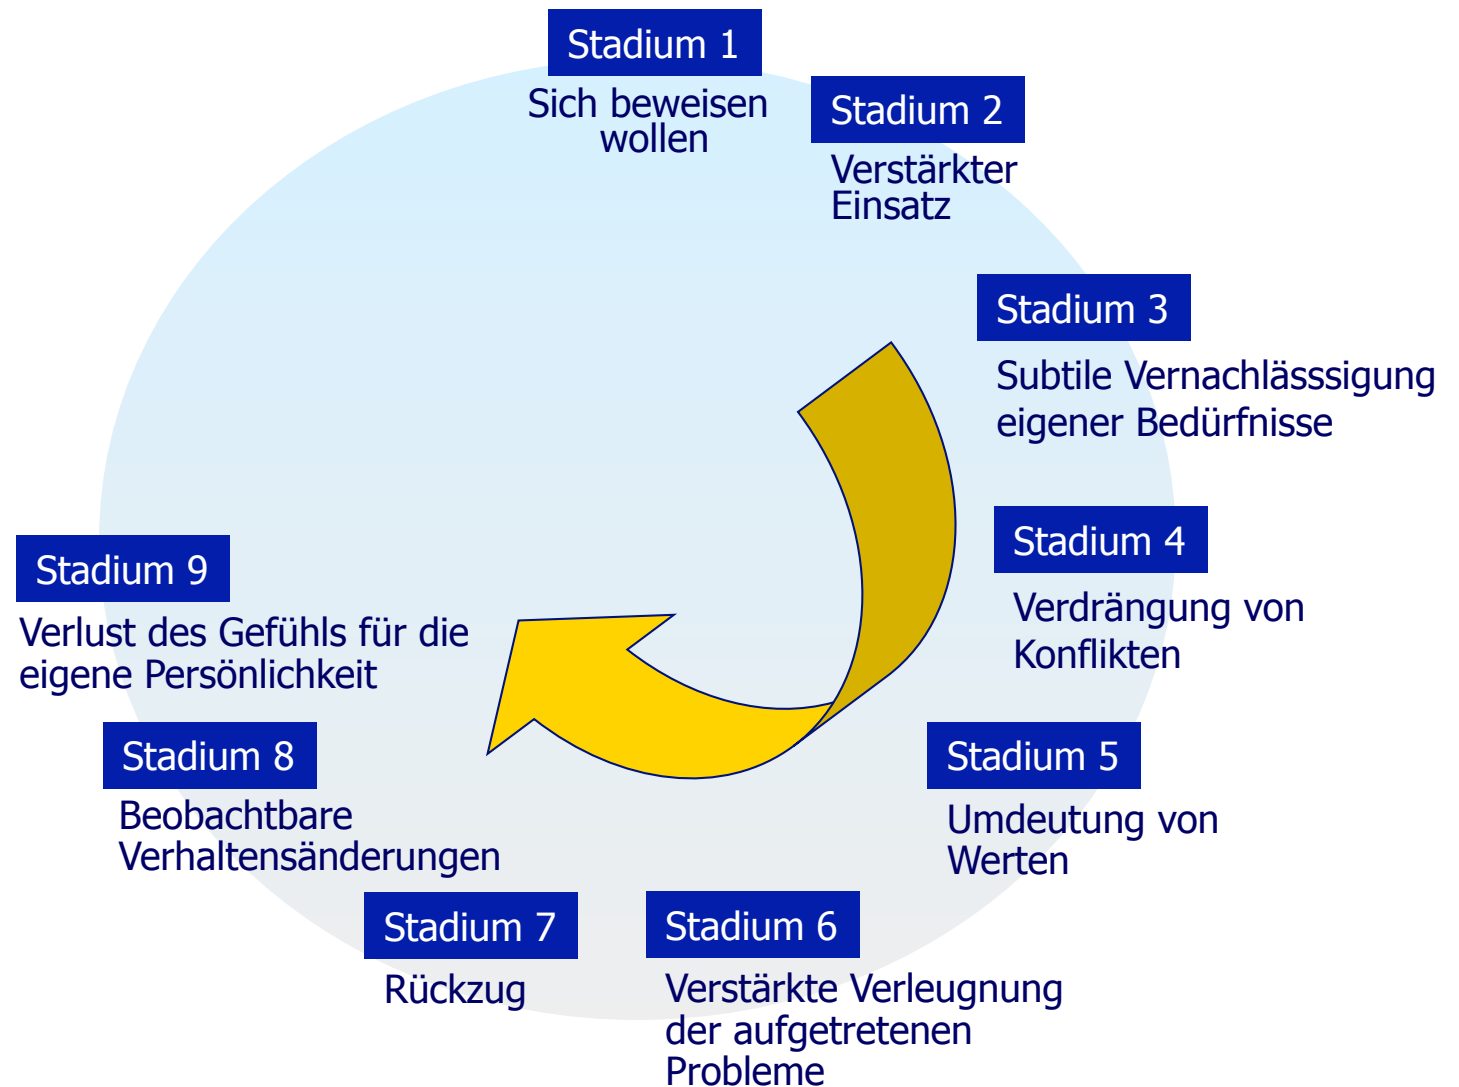 Stadium 1
Sich beweisen
wollen
Stadium 2
Verstärkter
Einsatz
Stadium 3
Subtile Vernachlässsigung
eigener Bedürfnisse
Stadium 4
Verdrängung von
Konflikten
Stadium 5
Umdeutung von
Werten
Stadium 6
Verstärkte Verleugnung
der aufgetretenen
Probleme
Stadium 7
Rückzug
Stadium 8
Beobachtbare
Verhaltensänderungen
Stadium 9
Verlust des Gefühls für die
eigene Persönlichkeit